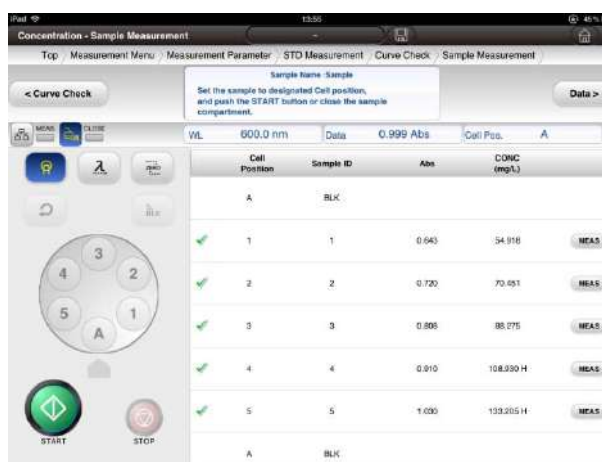 iPad 13:55 45%
Concentration - Sample Measurement -
Top Measurement Menu Measurement Parameter STD Measurement Curve Check Sample Measurement
Sample Name :Sample
< Curve Check
Set the sample to designated Cell position,
and push the START button or close the sample
compartment.
Data >
MEAS CLOSE
WL 600.0 nm Data 0.999 Abs Cell Pos. A
Cell Position Sample ID Abs CONC (mg/L)
λ ZERO
A BLK
BLK
1 1 0.643 54.918 MEAS
2 2 0.720 70.451 MEAS
3 3 0.808 88.275 MEAS
4 4 0.910 108.930 H MEAS
5 5 1.030 133.205 H MEAS
A BLK
3
4 2
5 1
A
START STOP